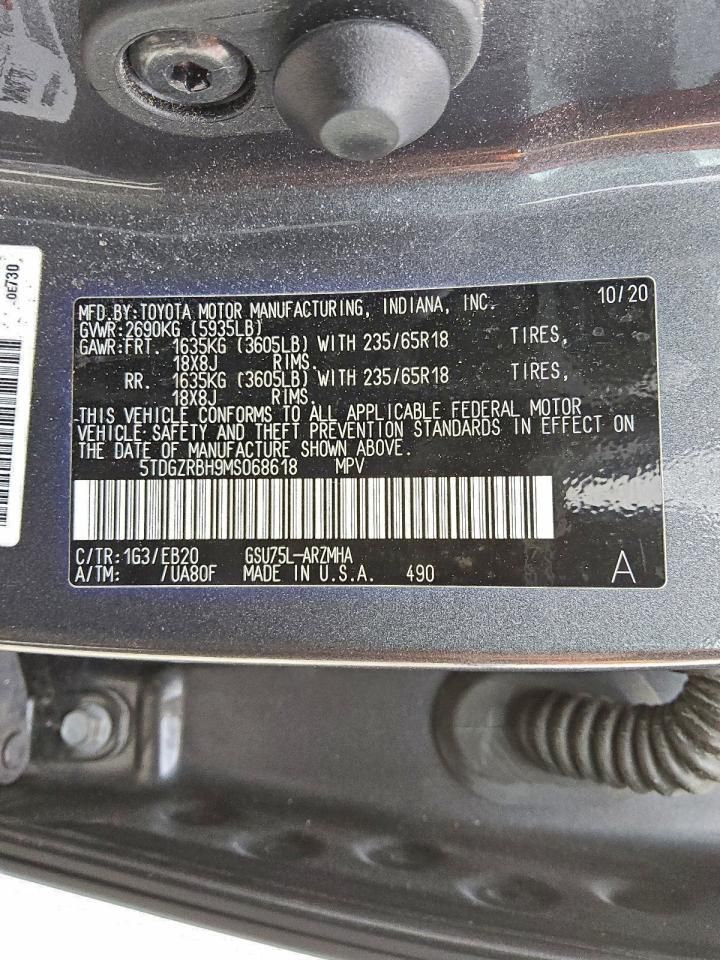 MFD.BY:TOYOTA MOTOR MANUFACTURING, INDIANA, INC. 10/20
GVWR:2690KG (5935LB)
GAWR:FRT. 1635KG (3605LB) WITH 235/65R18 TIRES,
18X8J RIMS.
RR. 1635KG (3605LB) WITH 235/65R18 TIRES,
18X8J RIMS.
THIS VEHICLE CONFORMS TO ALL APPLICABLE FEDERAL MOTOR
VEHICLE SAFETY AND THEFT PREVENTION STANDARDS IN EFFECT ON
THE DATE OF MANUFACTURE SHOWN ABOVE.
5TDGZRBH9MS068618 MPV
C/TR:1G3/EB20 GSU75L-ARZMHA
A/TM: /UA80F MADE IN U.S.A. 490 A
0E730